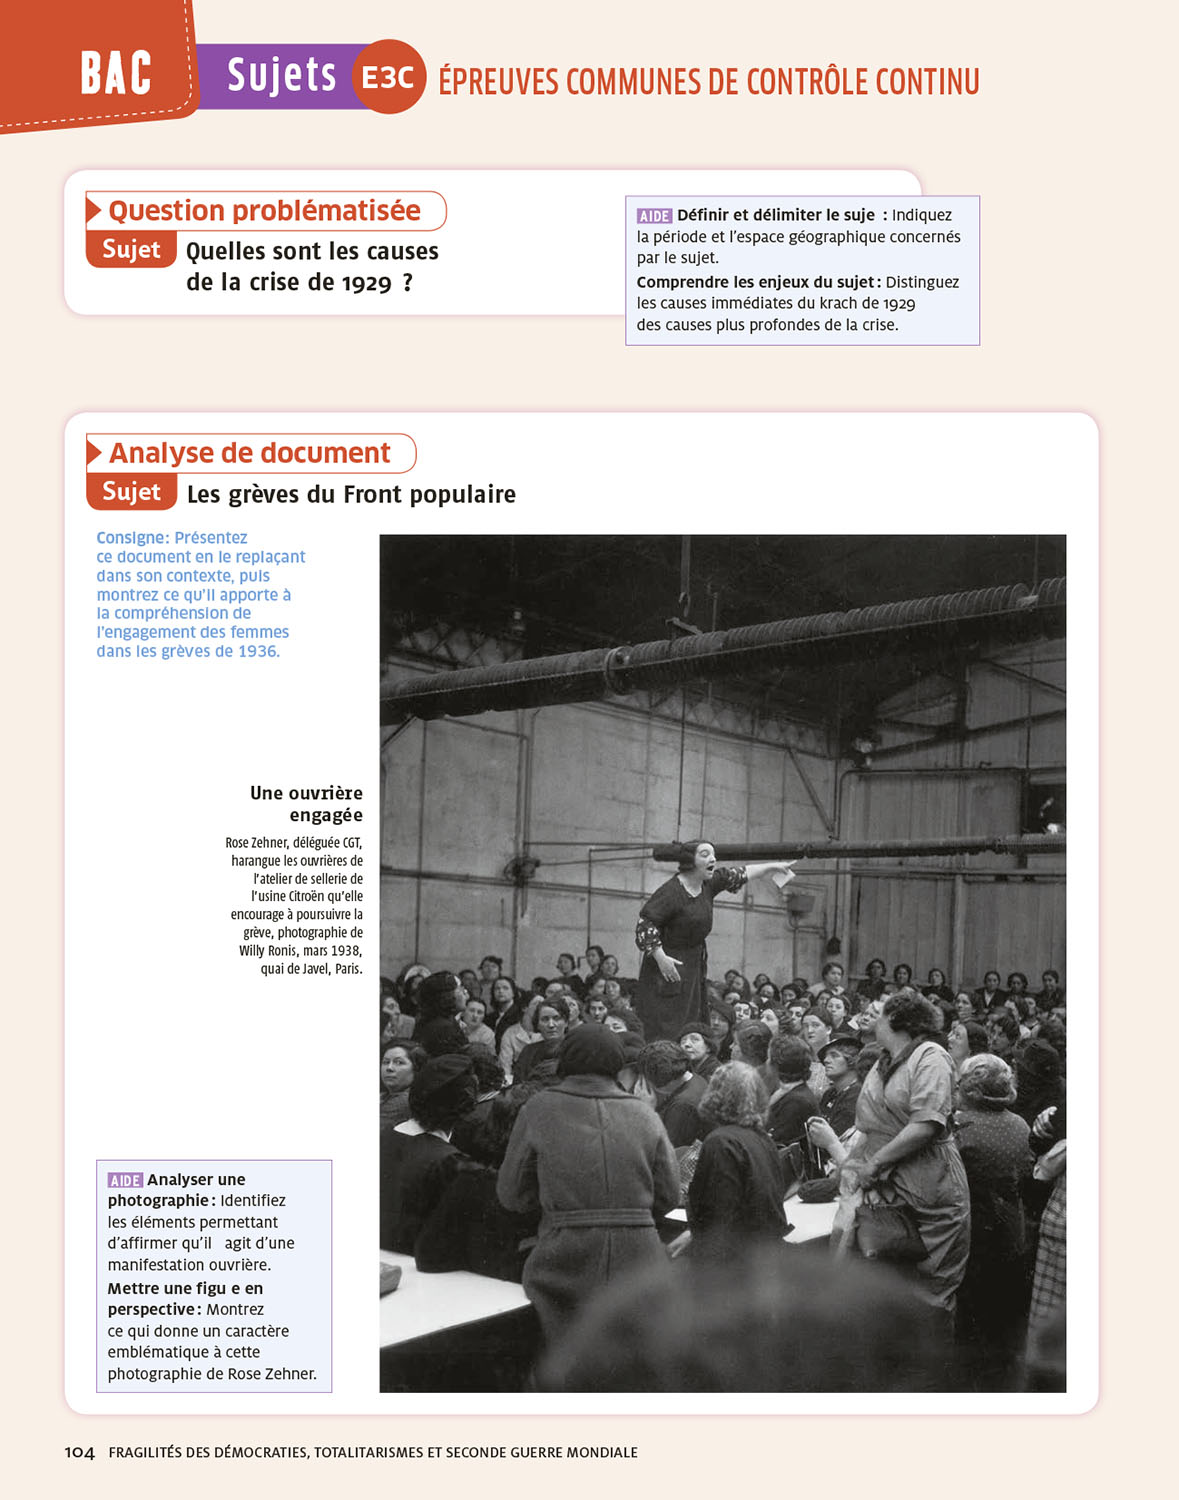 BAC
Sujets E3C ÉPREUVES COMMUNES DE CONTRÔLE CONTINU
Question problématisée
Sujet Quelles sont les causes
de la crise de 1929 ?
AIDE Définir et délimiter le suje : Indiquez
la période et l'espace géographique concernés
par le sujet.
Comprendre les enjeux du sujet : Distinguez
les causes immédiates du krach de 1929
des causes plus profondes de la crise.
Analyse de document
Sujet Les grèves du Front populaire
Consigne : Présentez
ce document en le replaçant
dans son contexte, puis
montrez ce qu'il apporte à
la compréhension de
l'engagement des femmes
dans les grèves de 1936.
Une ouvrière
engagée
Rose Zehner, déléguée CGT,
harangue les ouvrières de
l'atelier de sellerie de
l'usine Citroën qu'elle
encourage à poursuivre la
grève, photographie de
Willy Ronis, mars 1938,
quai de Javel, Paris.
AIDE Analyser une
photographie : Identifiez
les éléments permettant
d'affirmer qu'il agit d'une
manifestation ouvrière.
Mettre une figu e en
perspective : Montrez
ce qui donne un caractère
emblématique à cette
photographie de Rose Zehner.
104 FRAGILITÉS DES DÉMOCRATIES, TOTALITARISMES ET SECONDE GUERRE MONDIALE